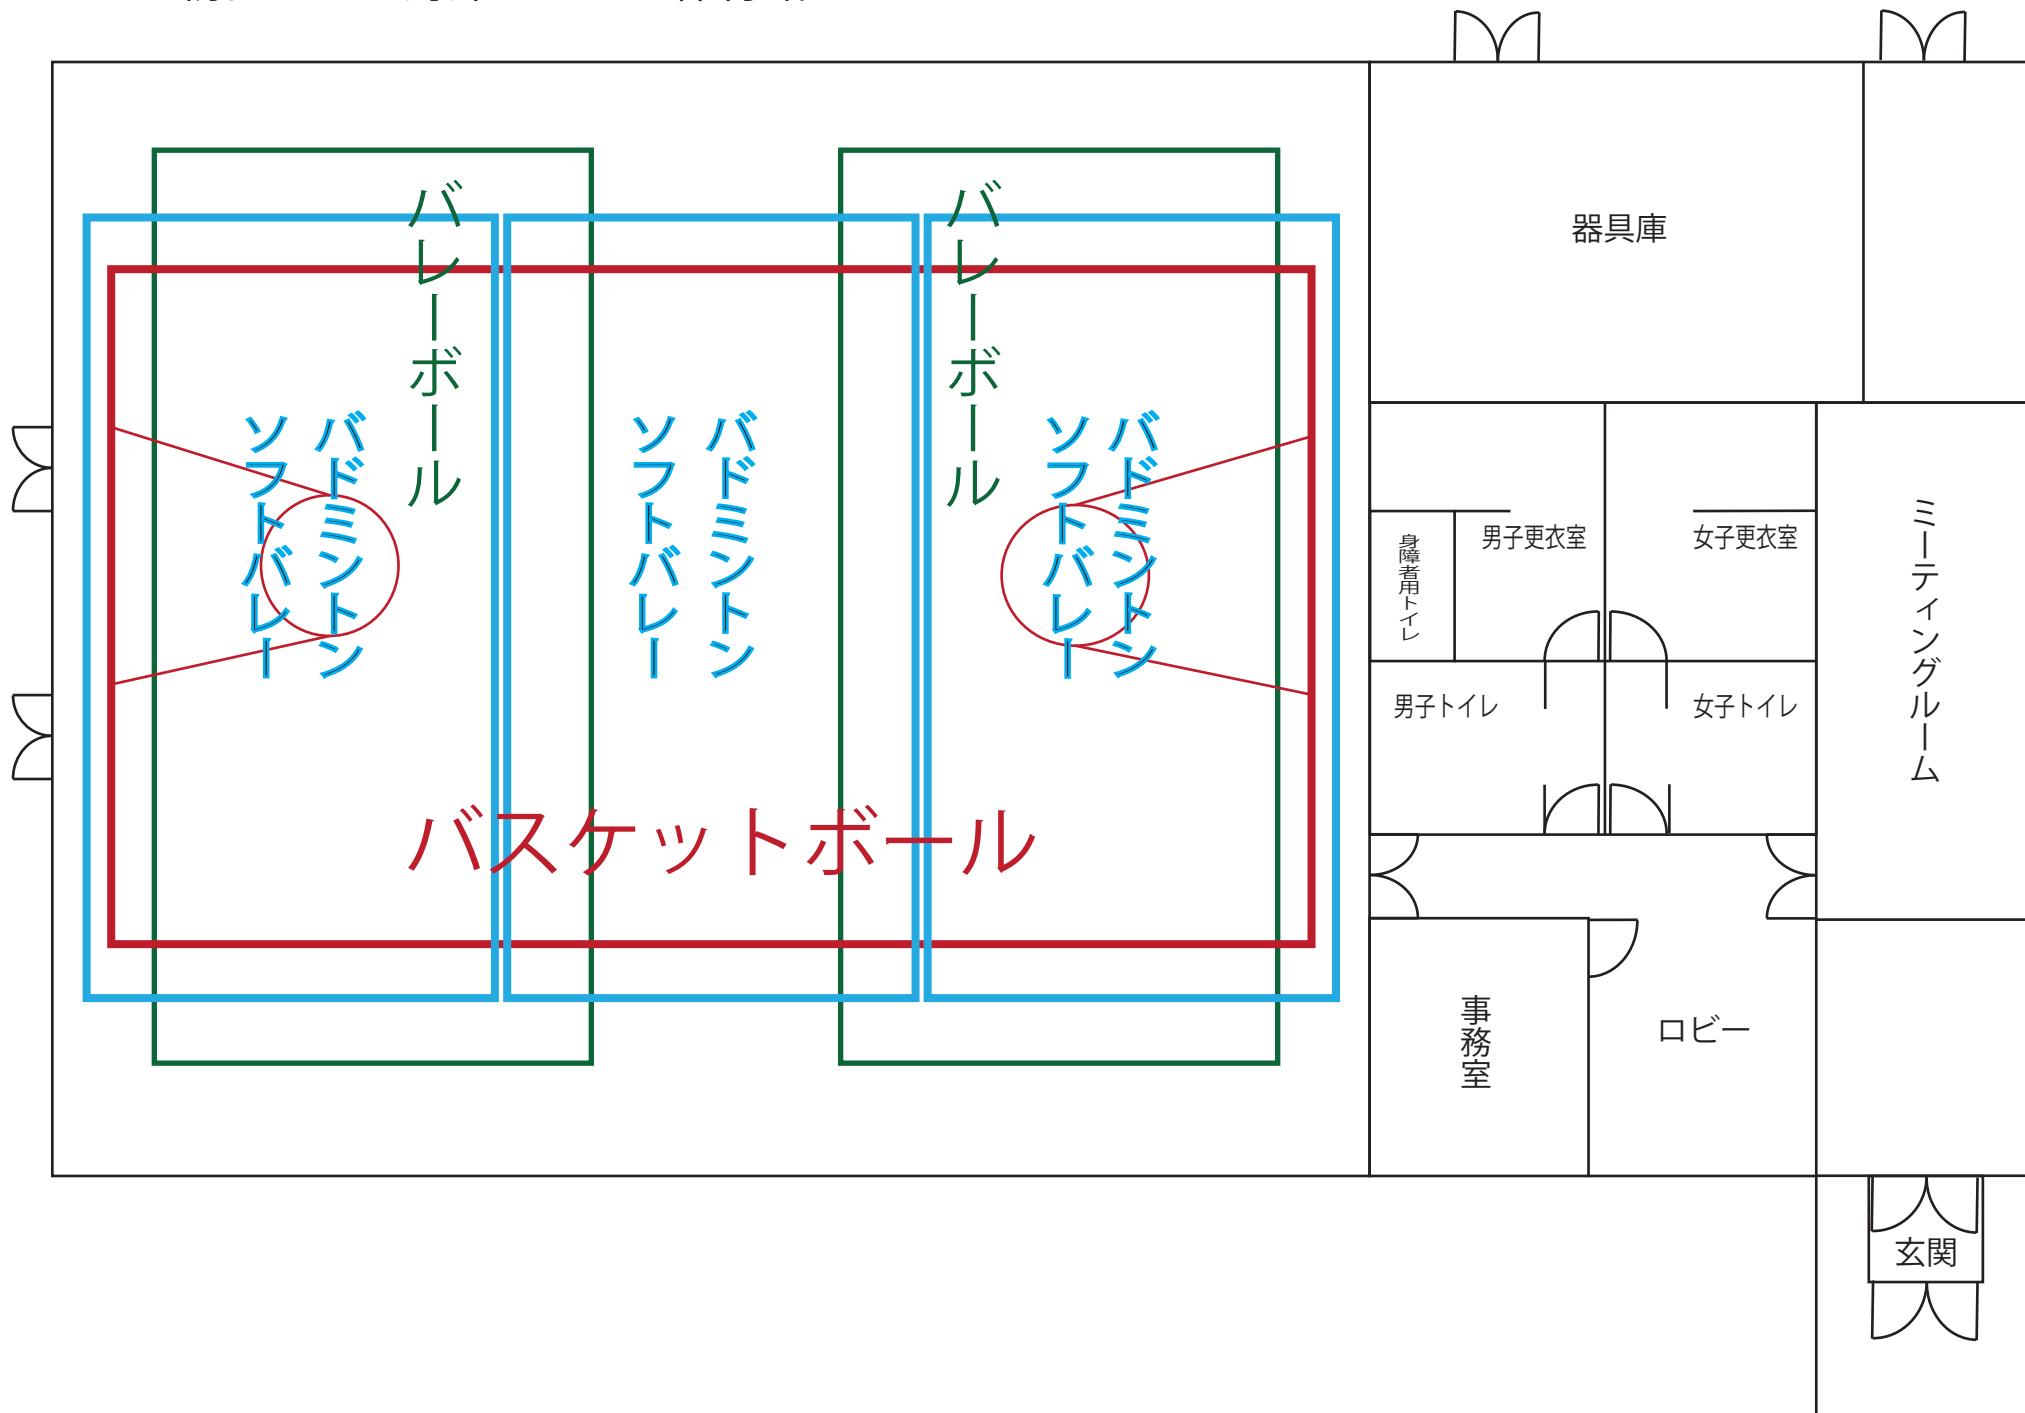 バレーボール
バレーボール
バドミントン
ソフトバレー
バドミントン
ソフトバレー
バドミントン
ソフトバレー
バスケットボール
器具庫
身障者用トイレ
男子更衣室
女子更衣室
男子トイレ
女子トイレ
ミーティングルーム
事務室
ロビー
玄関